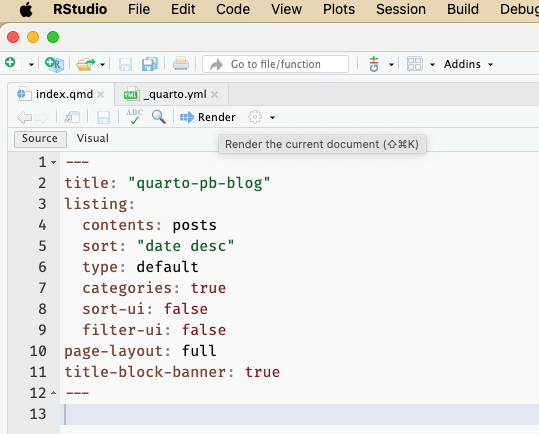 RStudio File Edit Code View Plots Session Build Debug
Go to file/function Addins
index.qmd _quarto.yml
ABC Render
Source Visual
Render the current document (⇧⌘K)
1 ---
2 title: "quarto-pb-blog"
3 listing:
4   contents: posts
5   sort: "date desc"
6   type: default
7   categories: true
8   sort-ui: false
9   filter-ui: false
10 page-layout: full
11 title-block-banner: true
12 ---
13